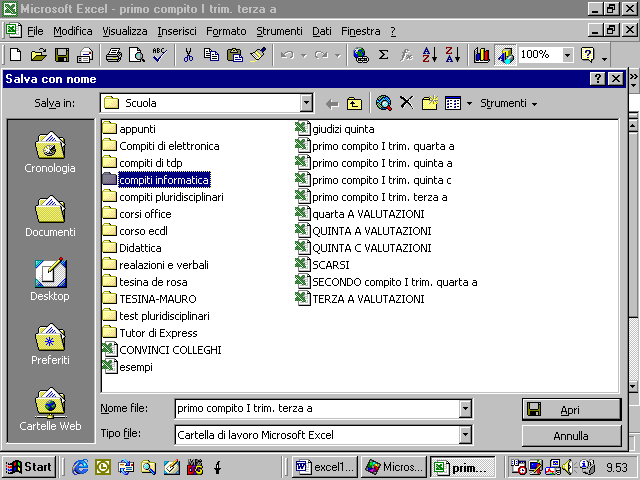 Microsoft Excel - primo compito I trim. terza a
File Modifica Visualizza Inserisci Formato Strumenti Dati Finestra ?
ABC Σ fx A Z Z A 100% ?
Salva con nome ?
Salva in: Scuola Strumenti
Cronologia
Documenti
Desktop
Preferiti
Cartelle Web
appunti
Compiti di elettronica
compiti di tdp
compiti informatica
compiti pluridisciplinari
corsi office
corso ecdl
Didattica
realazioni e verbali
tesina de rosa
TESINA-MAURO
test pluridisciplinari
Tutor di Express
CONVINCI COLLEGHI
esempi
giudizi quinta
primo compito I trim. quarta a
primo compito I trim. quinta a
primo compito I trim. quinta c
primo compito I trim. terza a
quarta A VALUTAZIONI
QUINTA A VALUTAZIONI
QUINTA C VALUTAZIONI
SCARSI
SECONDO compito I trim. quarta a
TERZA A VALUTAZIONI
Nome file: primo compito I trim. terza a Apri
Tipo file: Cartella di lavoro Microsoft Excel Annulla
Start excel1... Micros... prim... 9.53